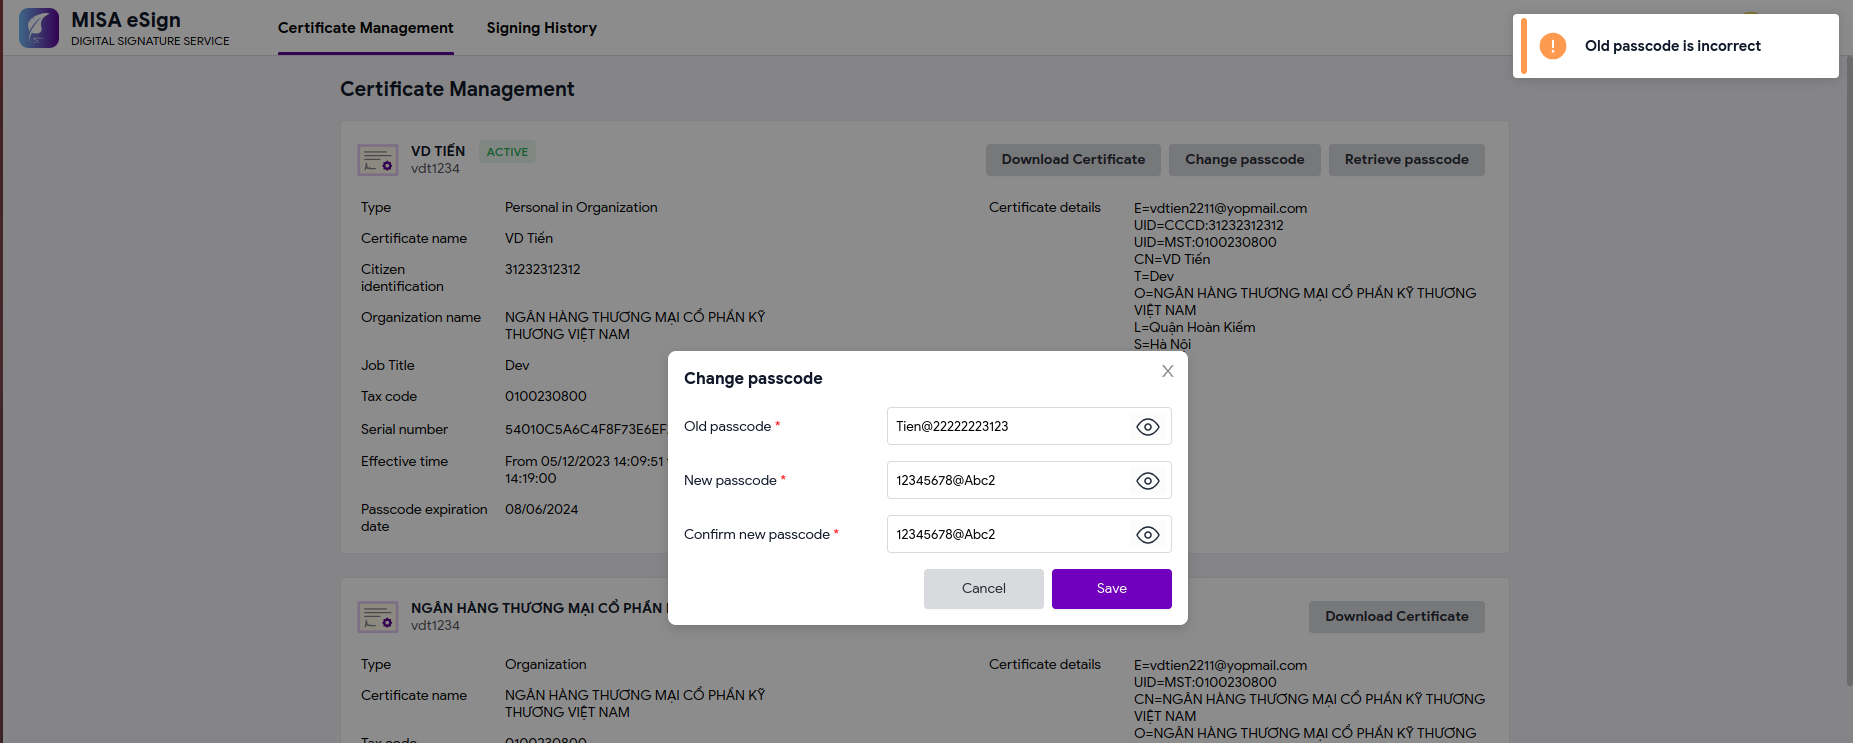 MISA eSign
DIGITAL SIGNATURE SERVICE
Certificate Management
Signing History
Old passcode is incorrect
Certificate Management
VD TIẾN
ACTIVE
vdt1234
Download Certificate
Change passcode
Retrieve passcode
Type
Personal in Organization
Certificate name
VD Tiến
Citizen
identification
31232312312
Organization name
NGÂN HÀNG THƯƠNG MẠI CỔ PHẦN KỸ
THƯƠNG VIỆT NAM
Job Title
Dev
Tax code
0100230800
Serial number
54010C5A6C4F8F73E6EF
Effective time
From 05/12/2023 14:09:51
14:19:00
Passcode expiration
date
08/06/2024
Certificate details
E=vdtien2211@yopmail.com
UID=CCCD:31232312312
UID=MST:0100230800
CN=VD Tiến
T=Dev
O=NGÂN HÀNG THƯƠNG MẠI CỔ PHẦN KỸ THƯƠNG
VIỆT NAM
L=Quận Hoàn Kiếm
S=Hà Nội
Change passcode
Old passcode *
Tien@22222223123
New passcode *
12345678@Abc2
Confirm new passcode *
12345678@Abc2
Cancel
Save
NGÂN HÀNG THƯƠNG MẠI CỔ PHẦN
vdt1234
Download Certificate
Type
Organization
Certificate name
NGÂN HÀNG THƯƠNG MẠI CỔ PHẦN KỸ
THƯƠNG VIỆT NAM
Tax code
0100230800
Certificate details
E=vdtien2211@yopmail.com
UID=MST:0100230800
CN=NGÂN HÀNG THƯƠNG MẠI CỔ PHẦN KỸ THƯƠNG
VIỆT NAM
O=NGÂN HÀNG THƯƠNG MẠI CỔ PHẦN KỸ THƯƠNG